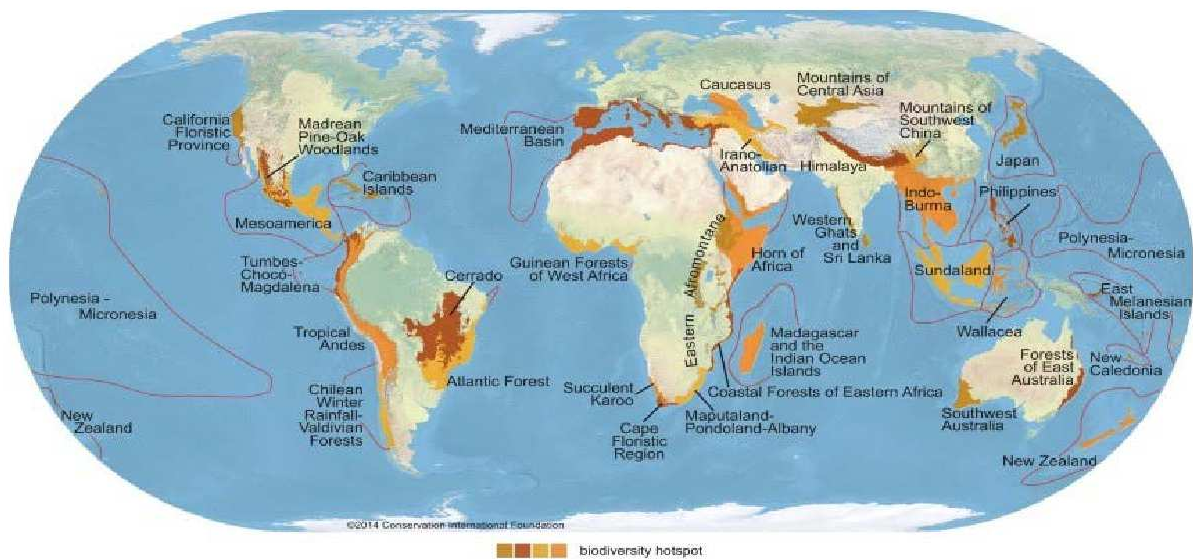 Caucasus
Mountains of
Central Asia
Mountains of
Southwest
China
California
Floristic
Province
Madrean
Pine-Oak
Woodlands
Mediterranean
Basin
Caribbean
Islands
Irano-
Anatolian
Himalaya
Japan
Indo-
Burma
Philippines
Mesoamerica
Western
Ghats
and
Sri Lanka
Polynesia-
Micronesia
Tumbes-
Chocó-
Magdalena
Cerrado
Guinean Forests
of West Africa
Eastern Afromontane
Horn of
Africa
Sundaland
East
Melanesian
Islands
Polynesia -
Micronesia
Wallacea
Tropical
Andes
Madagascar
and the
Indian Ocean
Islands
Forests
of East
Australia
New
Caledonia
Atlantic Forest
Succulent
Karoo
Coastal Forests of Eastern Africa
Chilean
Winter
Rainfall-
Valdivian
Forests
New
Zealand
Cape
Floristic
Region
Maputaland-
Pondoland-Albany
Southwest
Australia
New Zealand
©2014 Conservation International Foundation
biodiversity hotspot